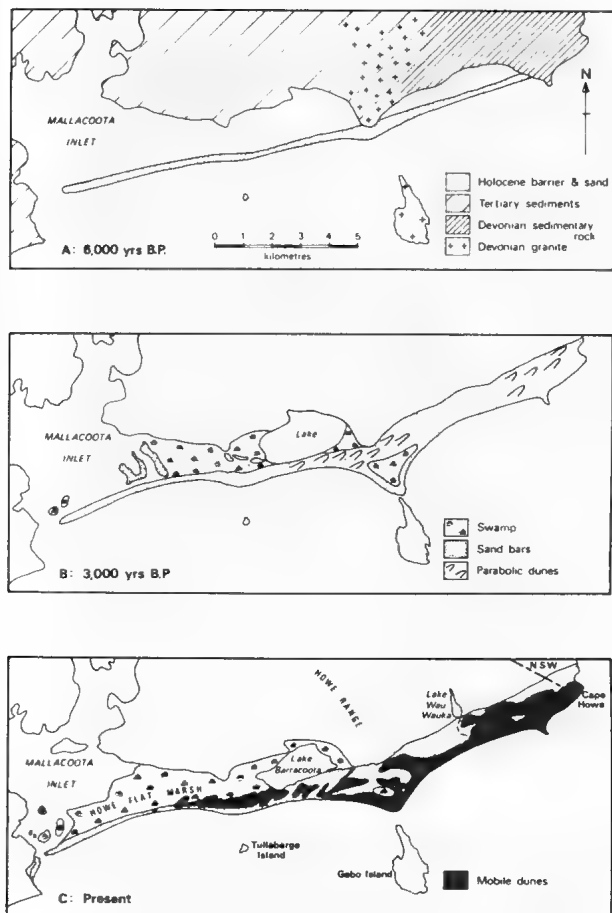 MALLACOOTA
INLET
N
Holocene barrier & sand
Tertiary sediments
Devonian sedimentary
rock
Devonian granite
0 1 2 3 4 5
kilometres
A: 6,000 yrs B.P.
MALLACOOTA
INLET
Lake
Swamp
Sand bars
Parabolic dunes
B: 3,000 yrs B.P
NSW
Cape
Howe
HOWE RANGE
Lake
Wau
Wauka
MALLACOOTA
INLET
Lake
Barracoota
HOWE FLAT MARSH
Tullaberge
Island
Gabo Island
Mobile dunes
C: Present